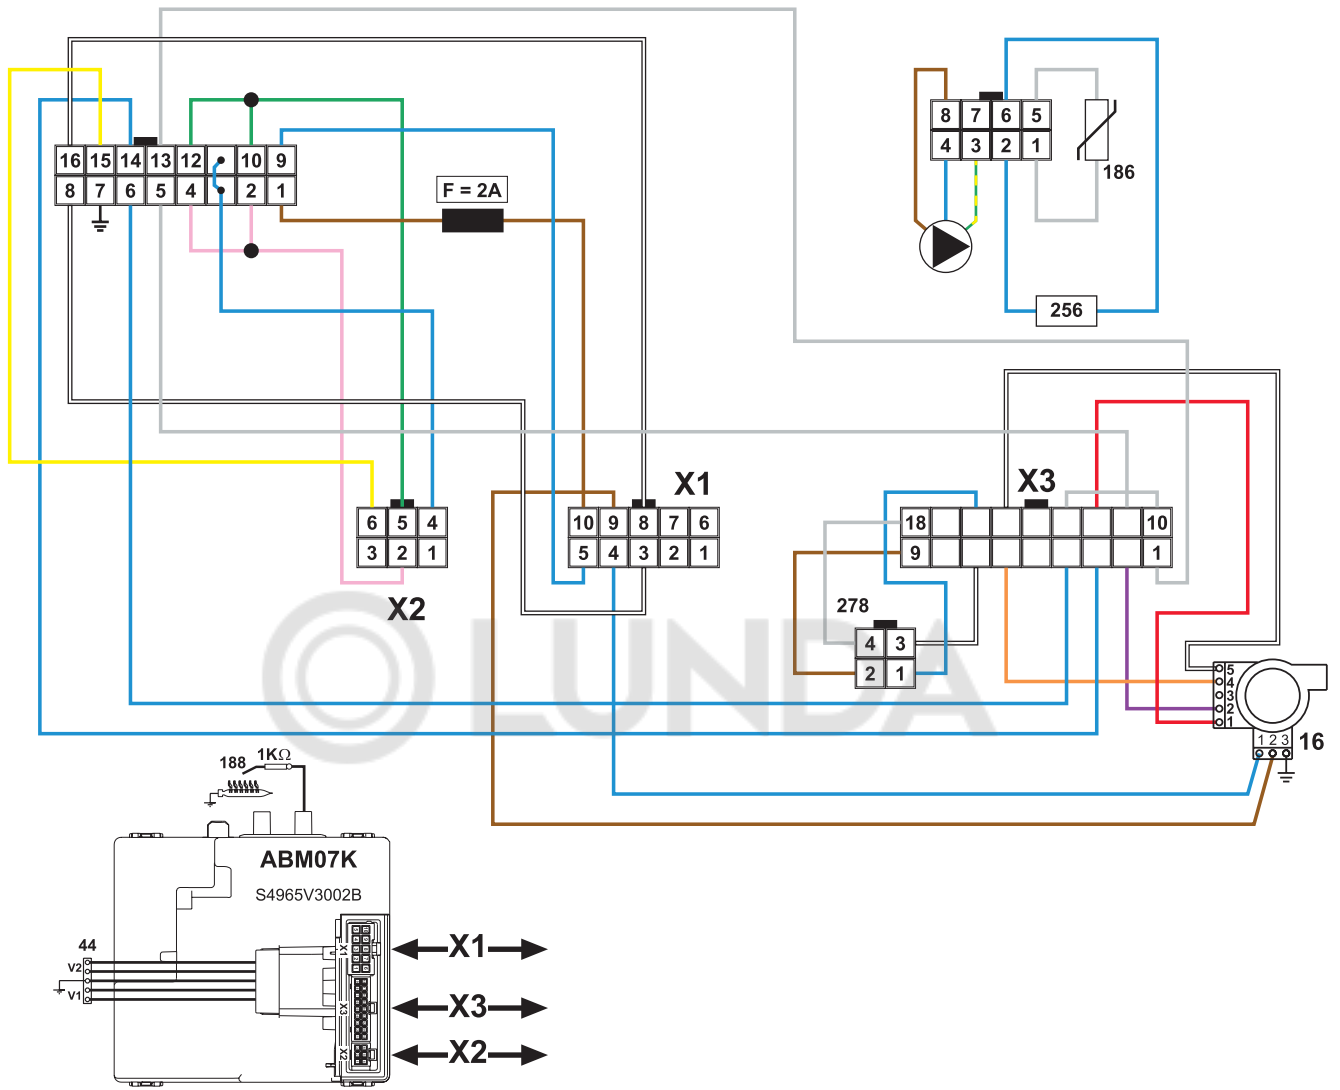 16 15 14 13 12 10 9
8 7 6 5 4 2 1
F = 2A
8 7 6 5
4 3 2 1
186
256
X1
10 9 8 7 6
5 4 3 2 1
6 5 4
3 2 1
X2
X3
18 10
9 1
278
4 3
2 1
5
4
3
2
1
1 2 3
16
LUNDA
188
1KΩ
ABM07K
S4965V3002B
44
V2
V1
X1
X3
X2
X1
X3
X2